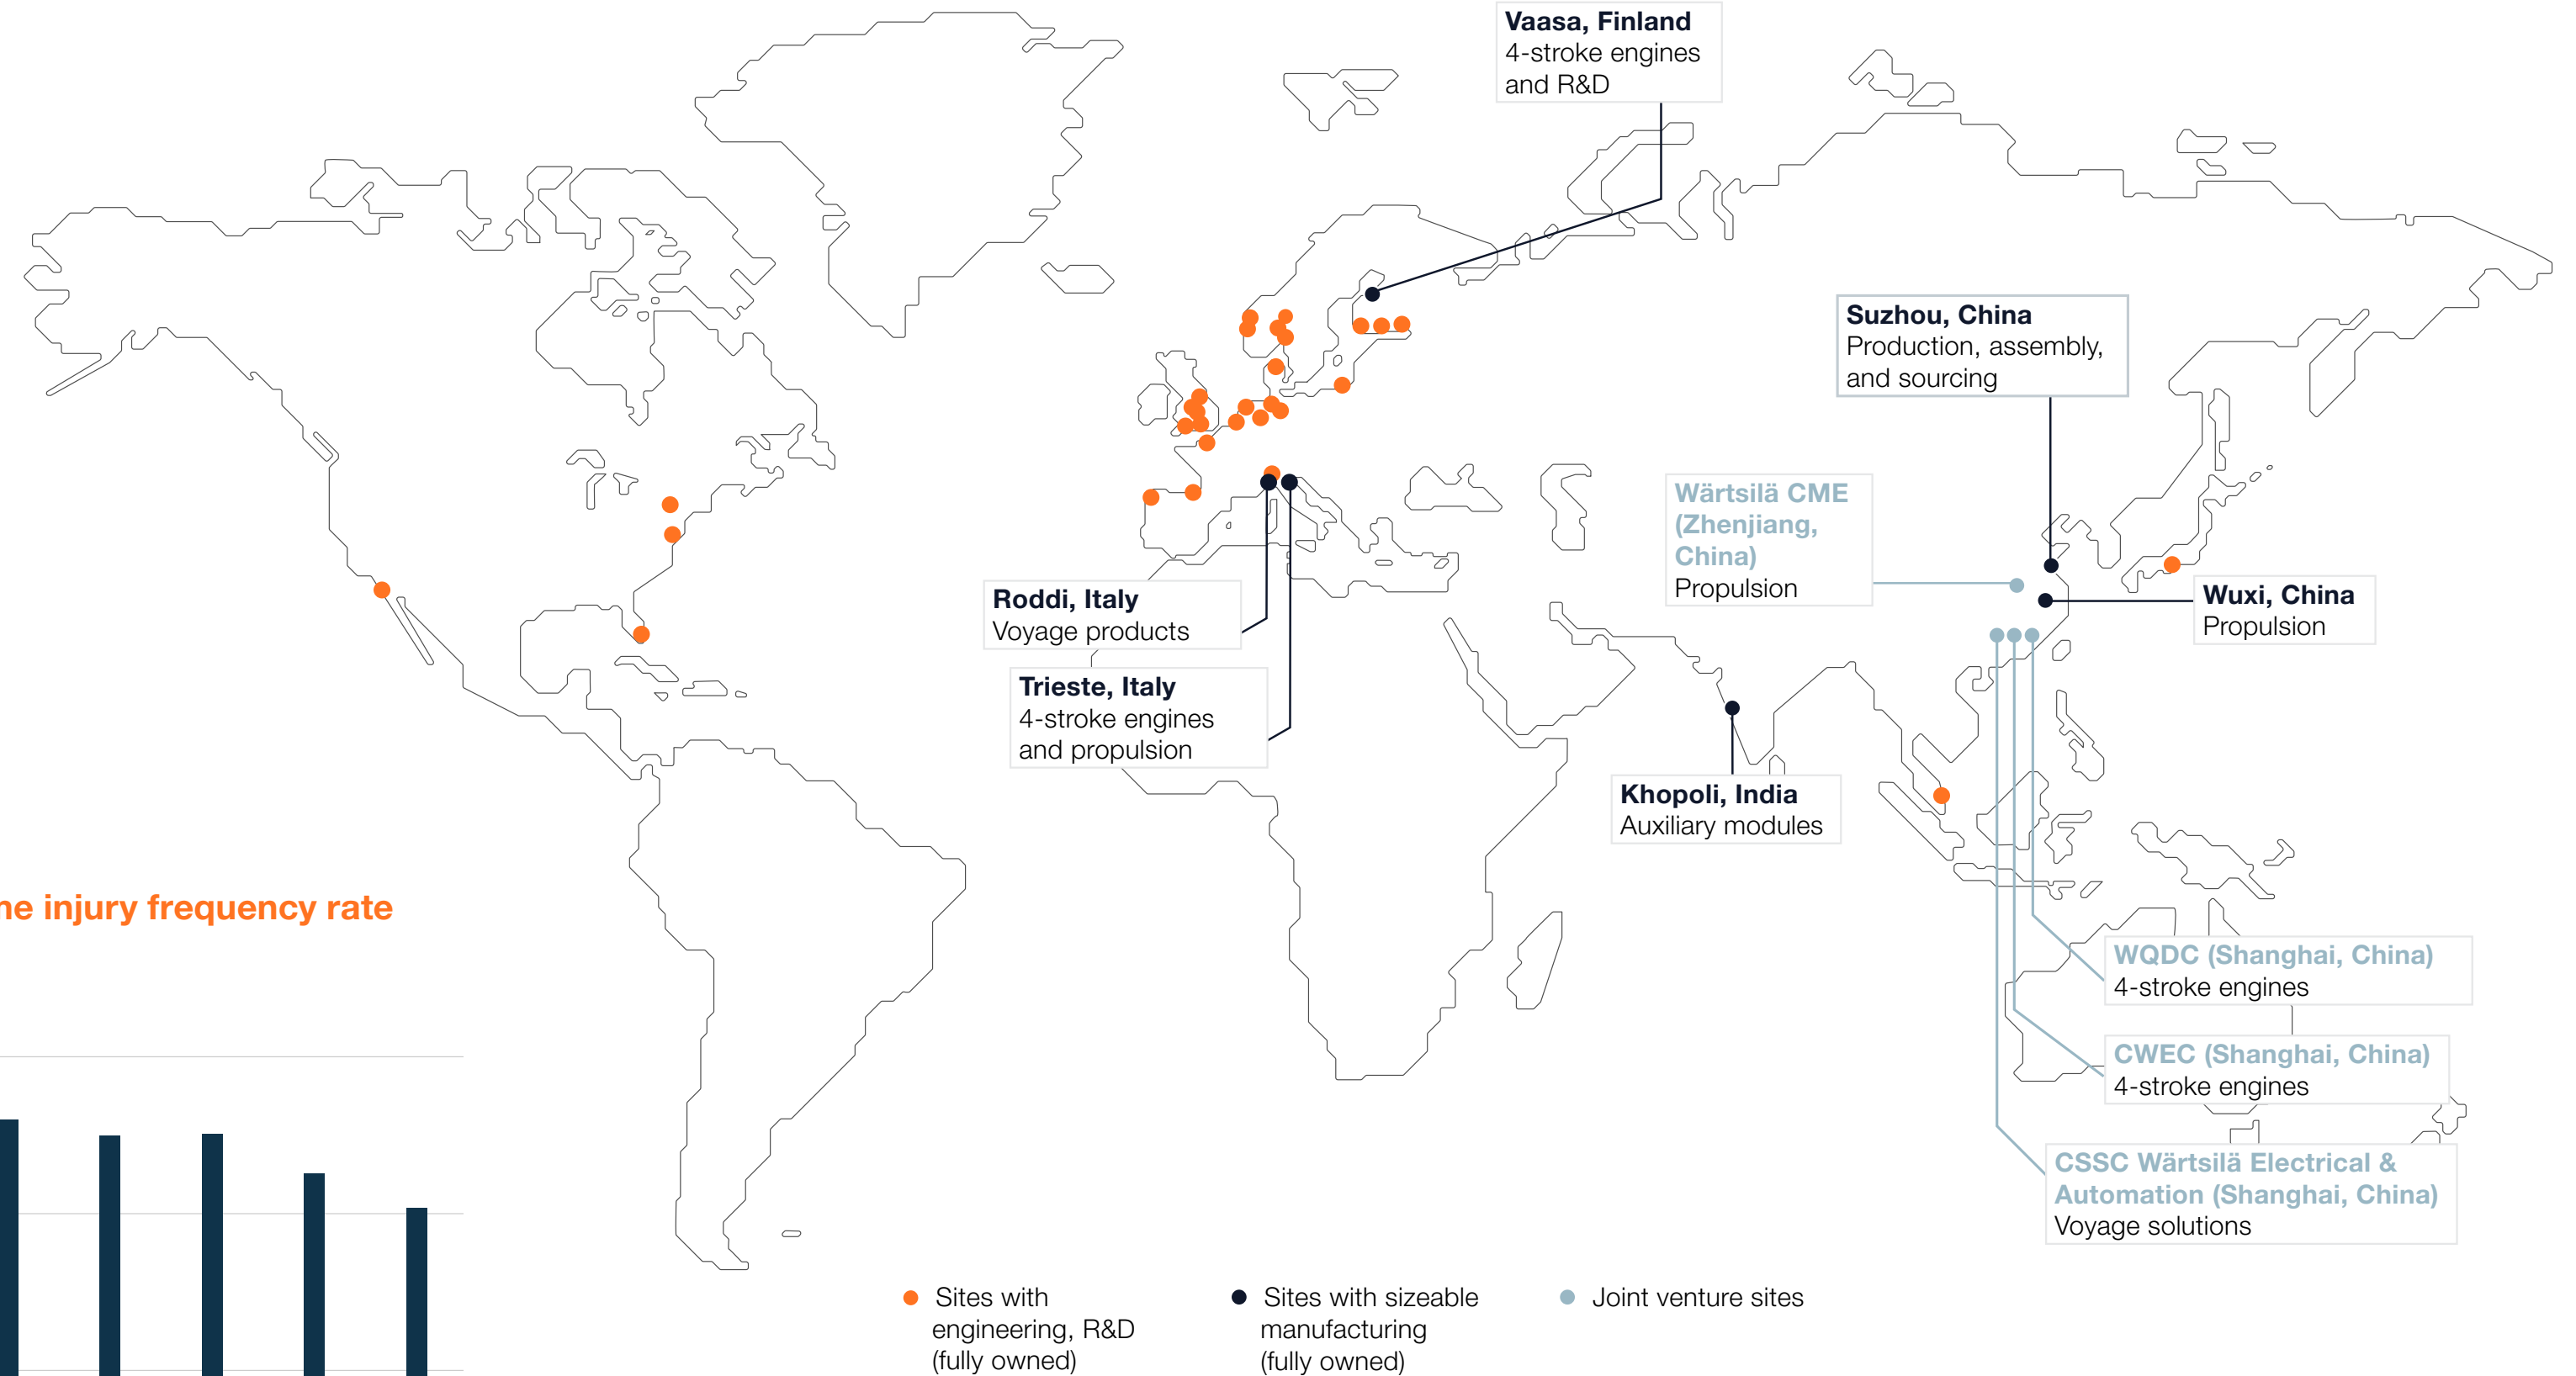 Vaasa, Finland
4-stroke engines
and R&D
Suzhou, China
Production, assembly,
and sourcing
Wärtsilä CME
(Zhenjiang,
China)
Propulsion
Roddi, Italy
Voyage products
Wuxi, China
Propulsion
Trieste, Italy
4-stroke engines
and propulsion
Khopoli, India
Auxiliary modules
injury frequency rate
WQDC (Shanghai, China)
4-stroke engines
CWEC (Shanghai, China)
4-stroke engines
CSSC Wärtsilä Electrical &
Automation (Shanghai, China)
Voyage solutions
Sites with
engineering, R&D
(fully owned)
Sites with sizeable
manufacturing
(fully owned)
Joint venture sites